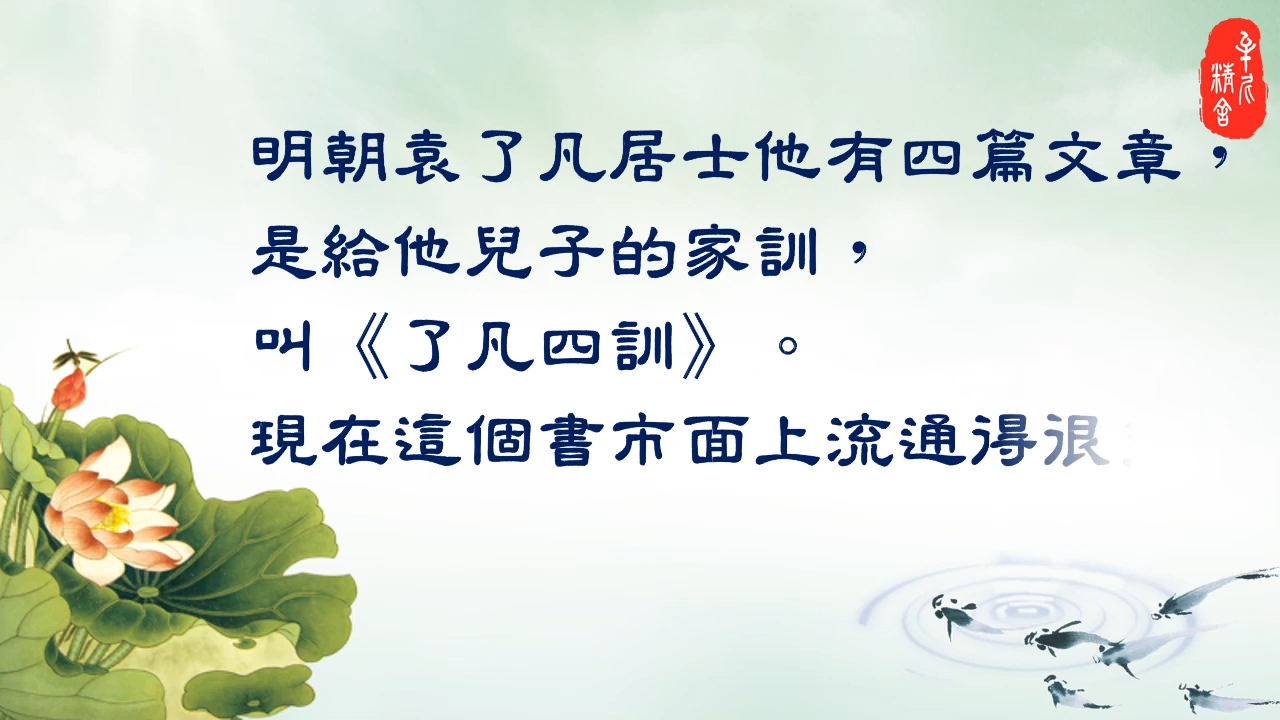 明朝袁了凡居士他有四篇文章，
是給他兒子的家訓，
叫《了凡四訓》。
現在這個書市面上流通得很